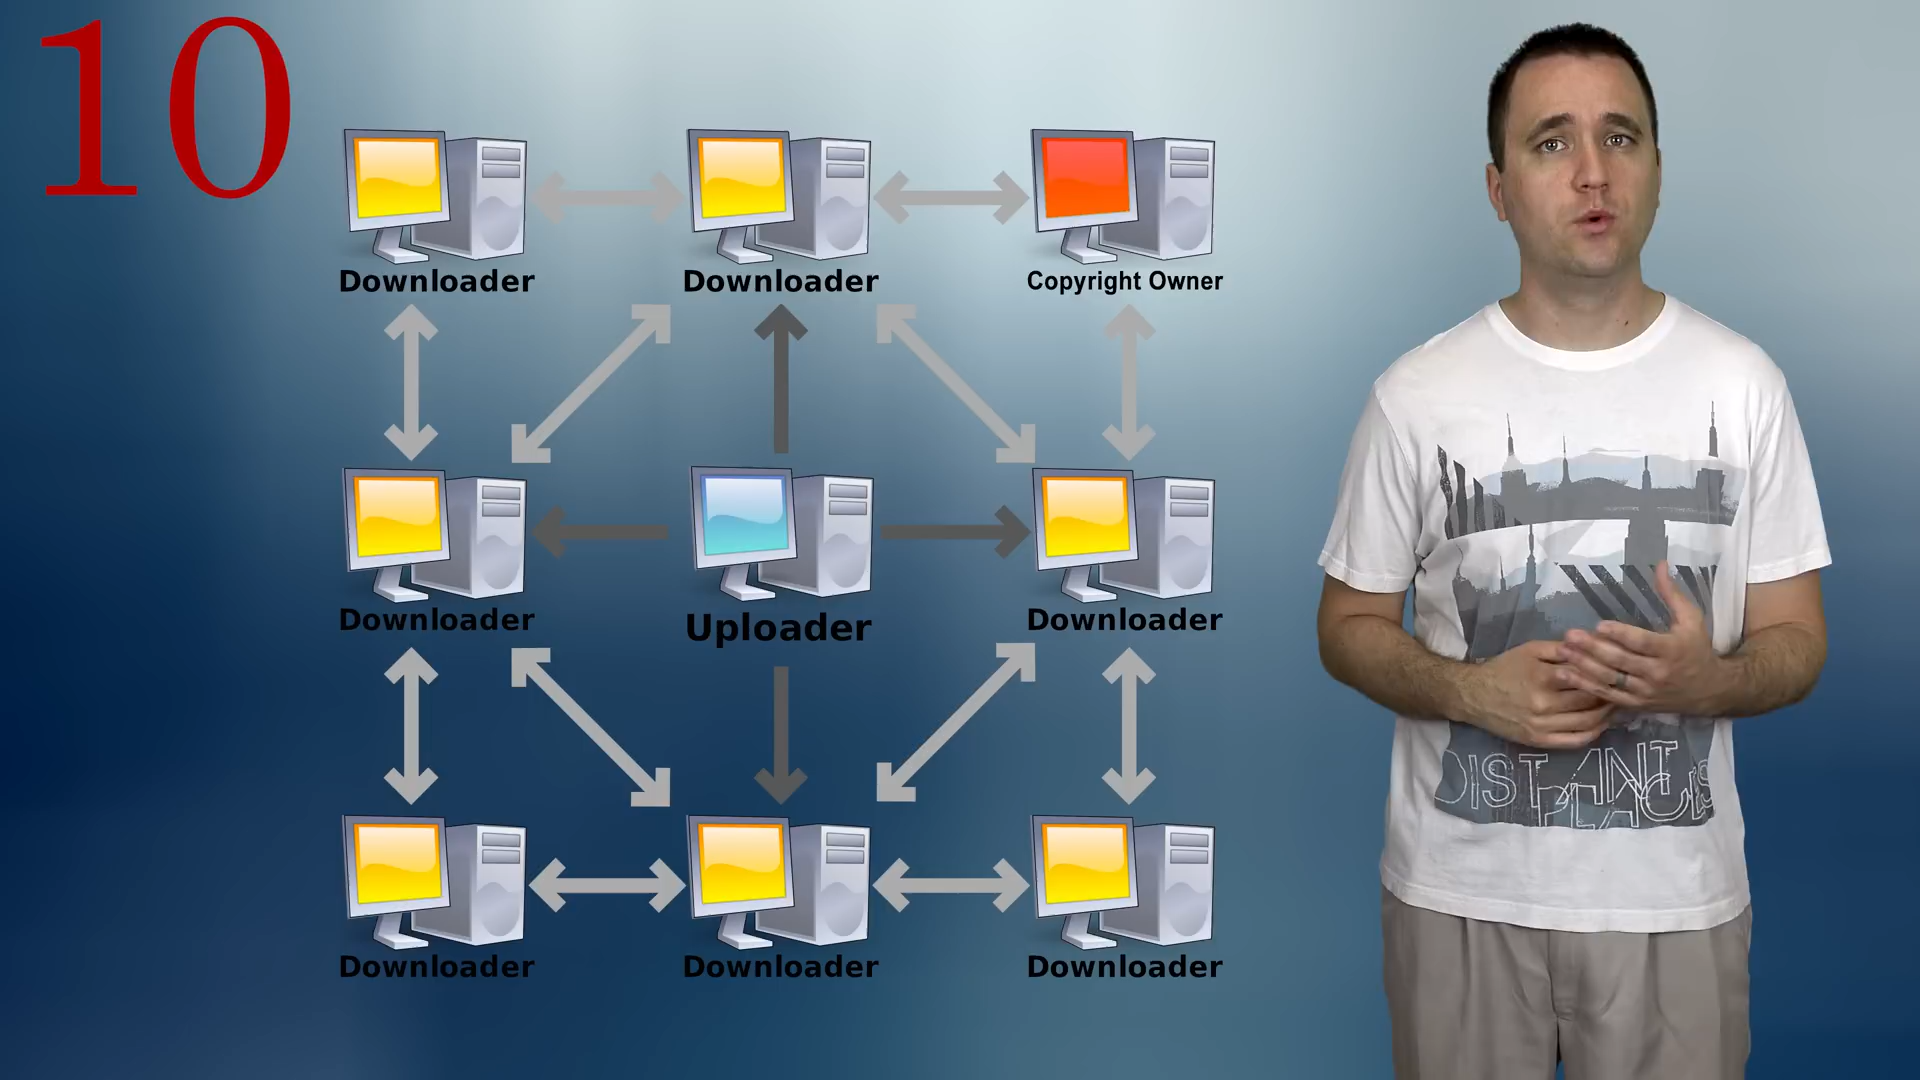 10
Downloader
Downloader
Copyright Owner
Downloader
Uploader
Downloader
Downloader
Downloader
Downloader
DISTANT
PLACES